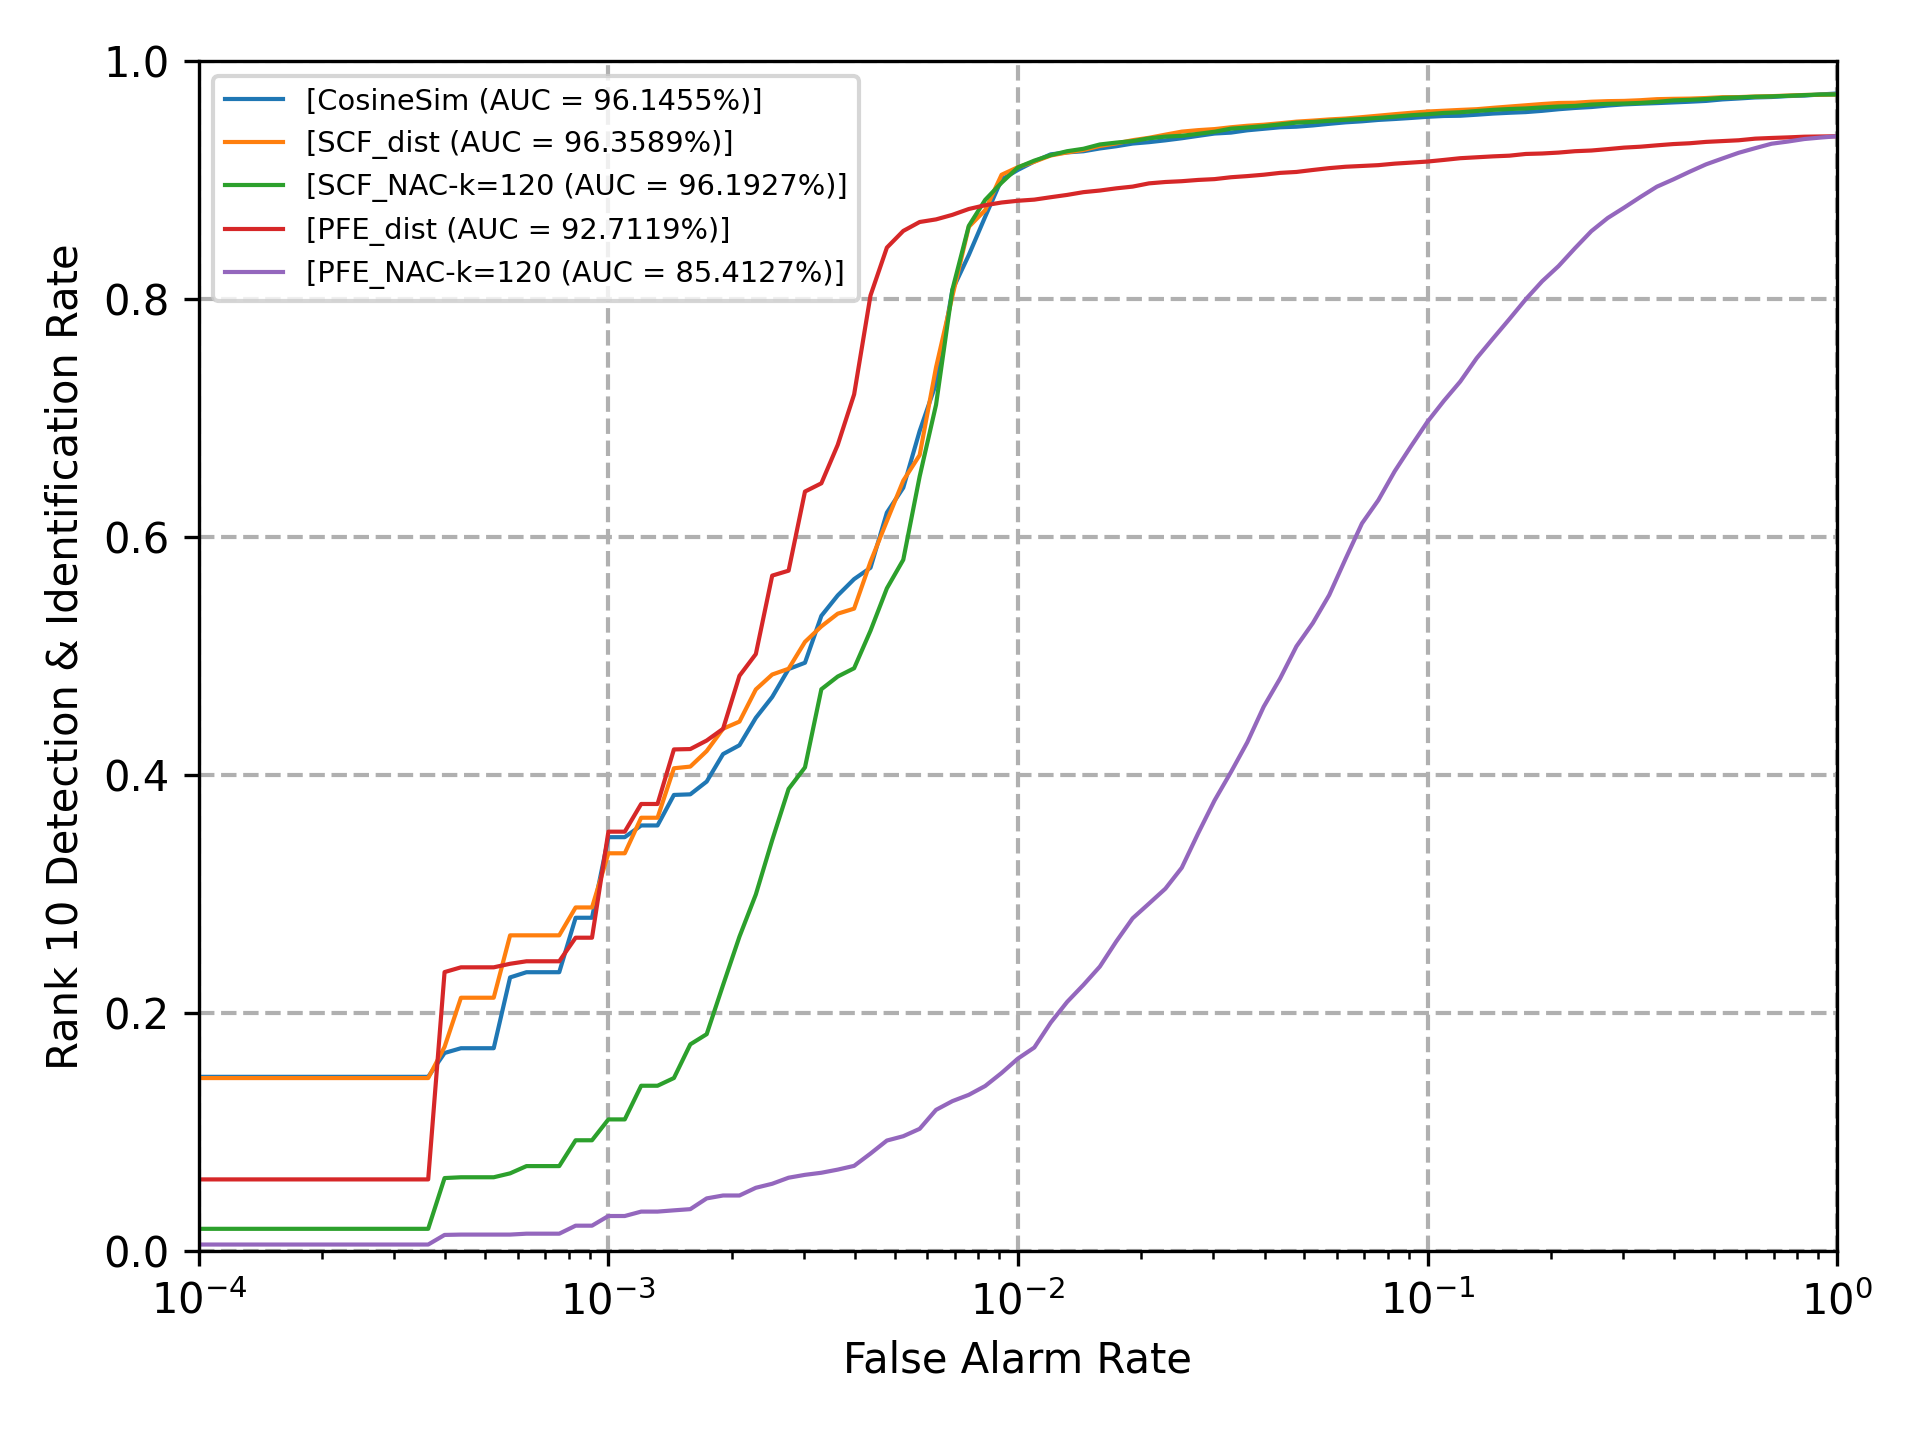 [CosineSim (AUC = 96.1455%)]
[SCF_dist (AUC = 96.3589%)]
[SCF_NAC-k=120 (AUC = 96.1927%)]
[PFE_dist (AUC = 92.7119%)]
[PFE_NAC-k=120 (AUC = 85.4127%)]
Rank 10 Detection & Identification Rate
1.0
0.8
0.6
0.4
0.2
0.0
10⁻⁴ 10⁻³ 10⁻² 10⁻¹ 10⁰
False Alarm Rate